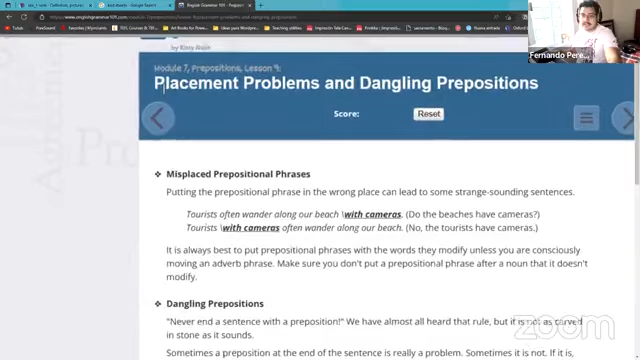 www.englishgrammar101.com
by Kissy Nuon
Module 7, Prepositions, Lesson 9:
Placement Problems and Dangling Prepositions
Score:
Reset
Fernando Pere
❖ Misplaced Prepositional Phrases
Putting the prepositional phrase in the wrong place can lead to some strange-sounding sentences.
Tourists often wander along our beach \with cameras. (Do the beaches have cameras?)
Tourists \with cameras often wander along our beach. (No, the tourists have cameras.)
It is always best to put prepositional phrases with the words they modify unless you are consciously
moving an adverb phrase. Make sure you don't put a prepositional phrase after a noun that it doesn't
modify.
❖ Dangling Prepositions
"Never end a sentence with a preposition!" We have almost all heard that rule, but it is not as carved
in stone as it sounds.
Sometimes a preposition at the end of the sentence is really a problem. Sometimes it is not. If it is,
zoom